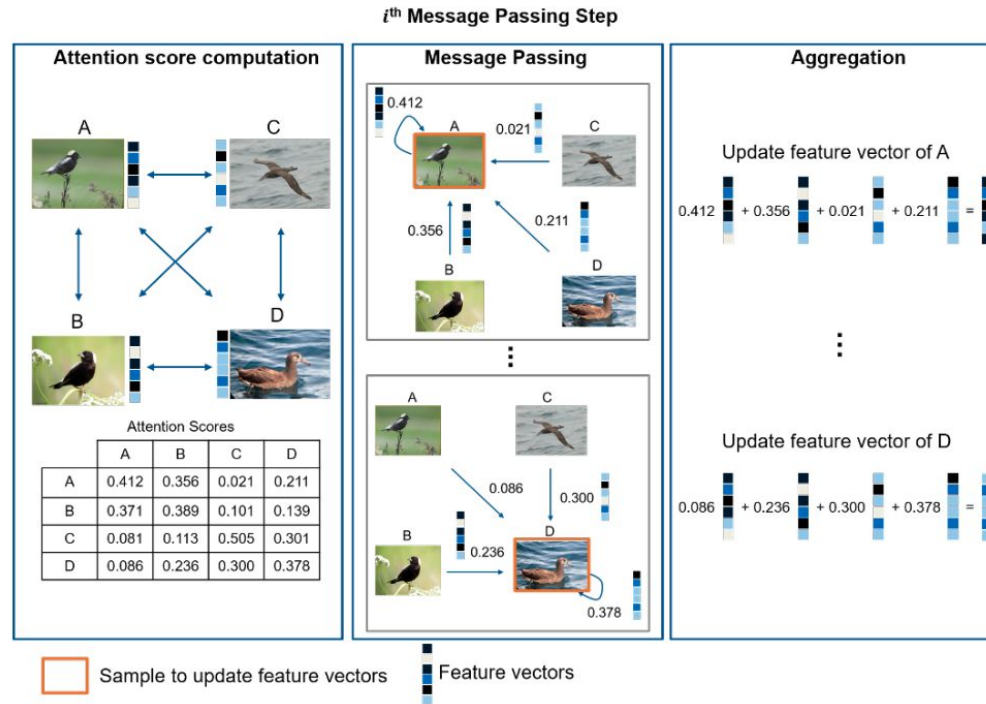 iᵗʰ Message Passing Step
Attention score computation
A
C
B
D
Attention Scores
A B C D
A 0.412 0.356 0.021 0.211
B 0.371 0.389 0.101 0.139
C 0.081 0.113 0.505 0.301
D 0.086 0.236 0.300 0.378
Message Passing
0.412
A
0.021
C
0.356
0.211
B
D
⋮
A
C
0.086
0.300
B
0.236
D
0.378
Aggregation
Update feature vector of A
0.412 + 0.356 + 0.021 + 0.211 =
⋮
Update feature vector of D
0.086 + 0.236 + 0.300 + 0.378 =
Sample to update feature vectors
Feature vectors